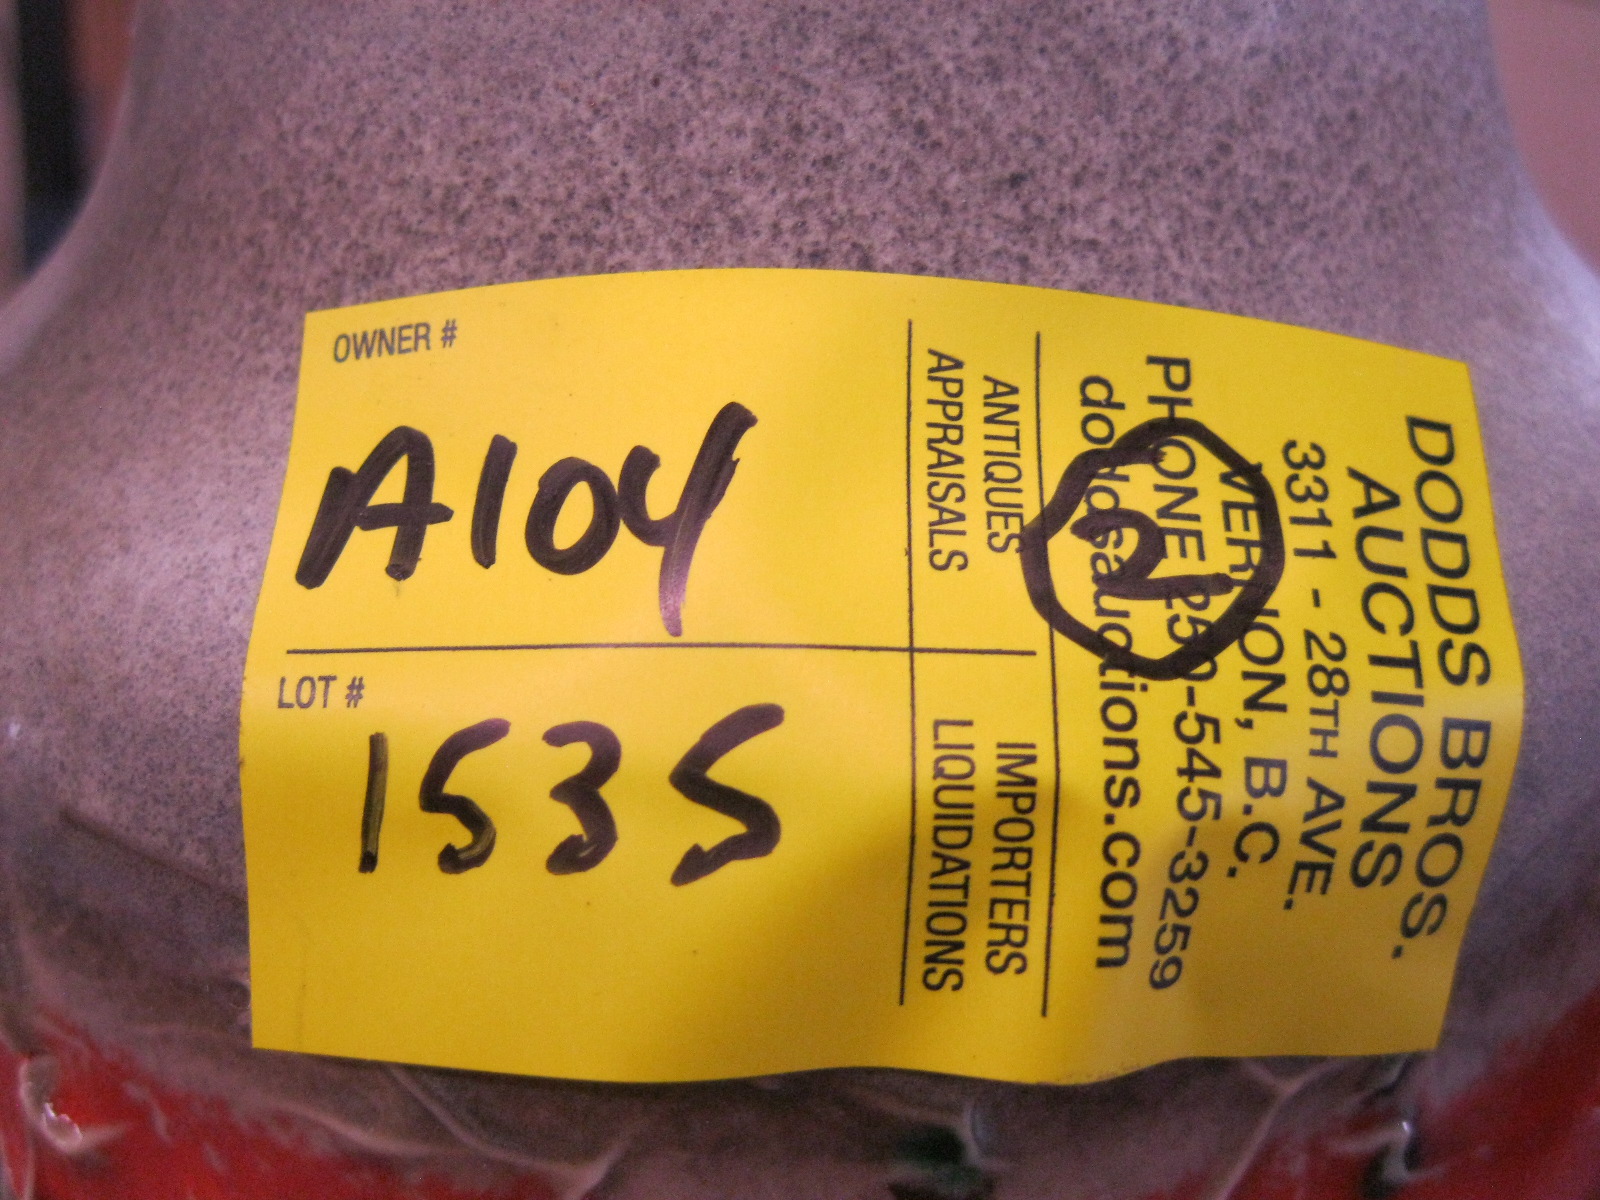 OWNER #
A104
LOT #
1535
ANTIQUES
APPRAISALS
IMPORTERS
LIQUIDATIONS
DODDS BROS.
AUCTIONS
3311 - 28TH AVE.
VERNON, B.C.
PHONE 250-545-3259
doddsauctions.com
2